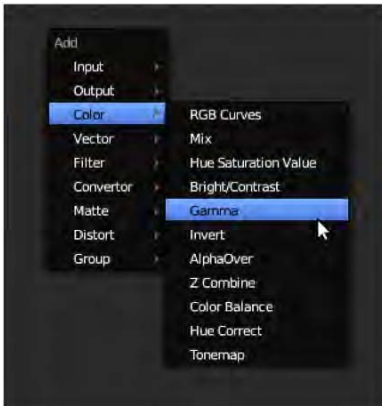 Add
Input
Output
Color
Vector
Filter
Convertor
Matte
Distort
Group
RGB Curves
Mix
Hue Saturation Value
Bright/Contrast
Gamma
Invert
AlphaOver
Z Combine
Color Balance
Hue Correct
Tonemap